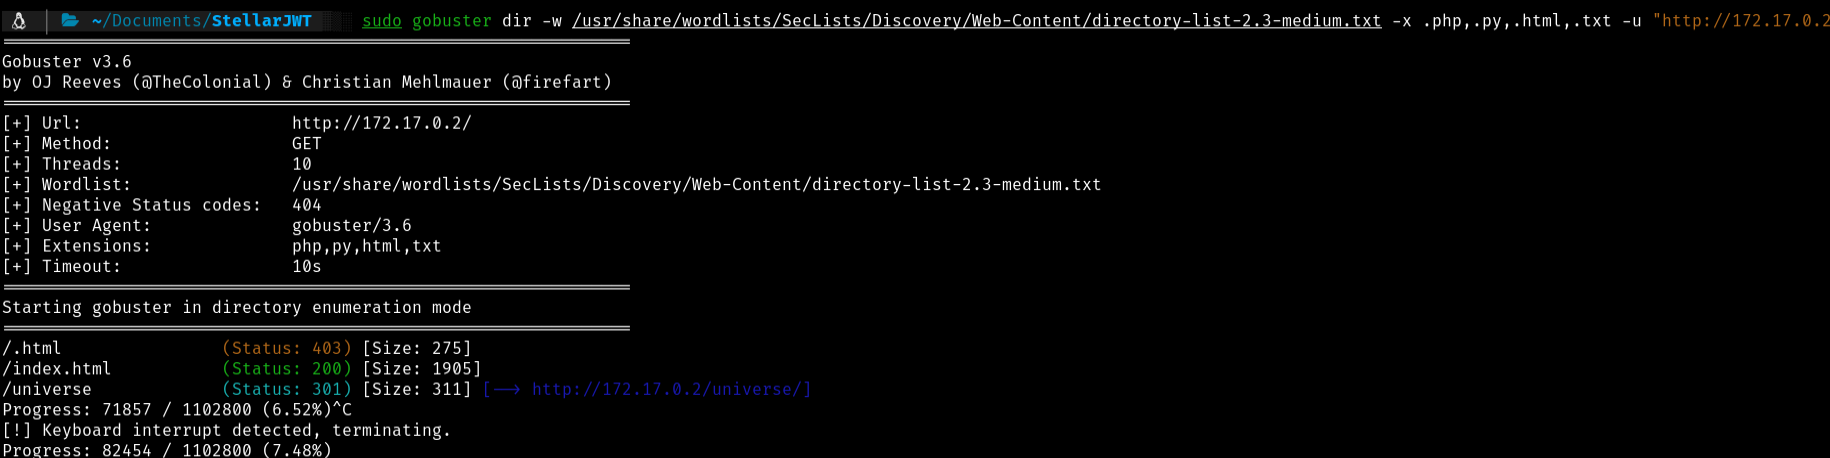 ~/Documents/StellarJWT sudo gobuster dir -w /usr/share/wordlists/SecLists/Discovery/Web-Content/directory-list-2.3-medium.txt -x .php,.py,.html,.txt -u "http://172.17.0.2
Gobuster v3.6
by OJ Reeves (@TheColonial) & Christian Mehlmauer (@firefart)
[+] Url: http://172.17.0.2/
[+] Method: GET
[+] Threads: 10
[+] Wordlist: /usr/share/wordlists/SecLists/Discovery/Web-Content/directory-list-2.3-medium.txt
[+] Negative Status codes: 404
[+] User Agent: gobuster/3.6
[+] Extensions: php,py,html,txt
[+] Timeout: 10s
Starting gobuster in directory enumeration mode
/.html (Status: 403) [Size: 275]
/index.html (Status: 200) [Size: 1905]
/universe (Status: 301) [Size: 311] [--> http://172.17.0.2/universe/]
Progress: 71857 / 1102800 (6.52%)^C
[!] Keyboard interrupt detected, terminating.
Progress: 82454 / 1102800 (7.48%)